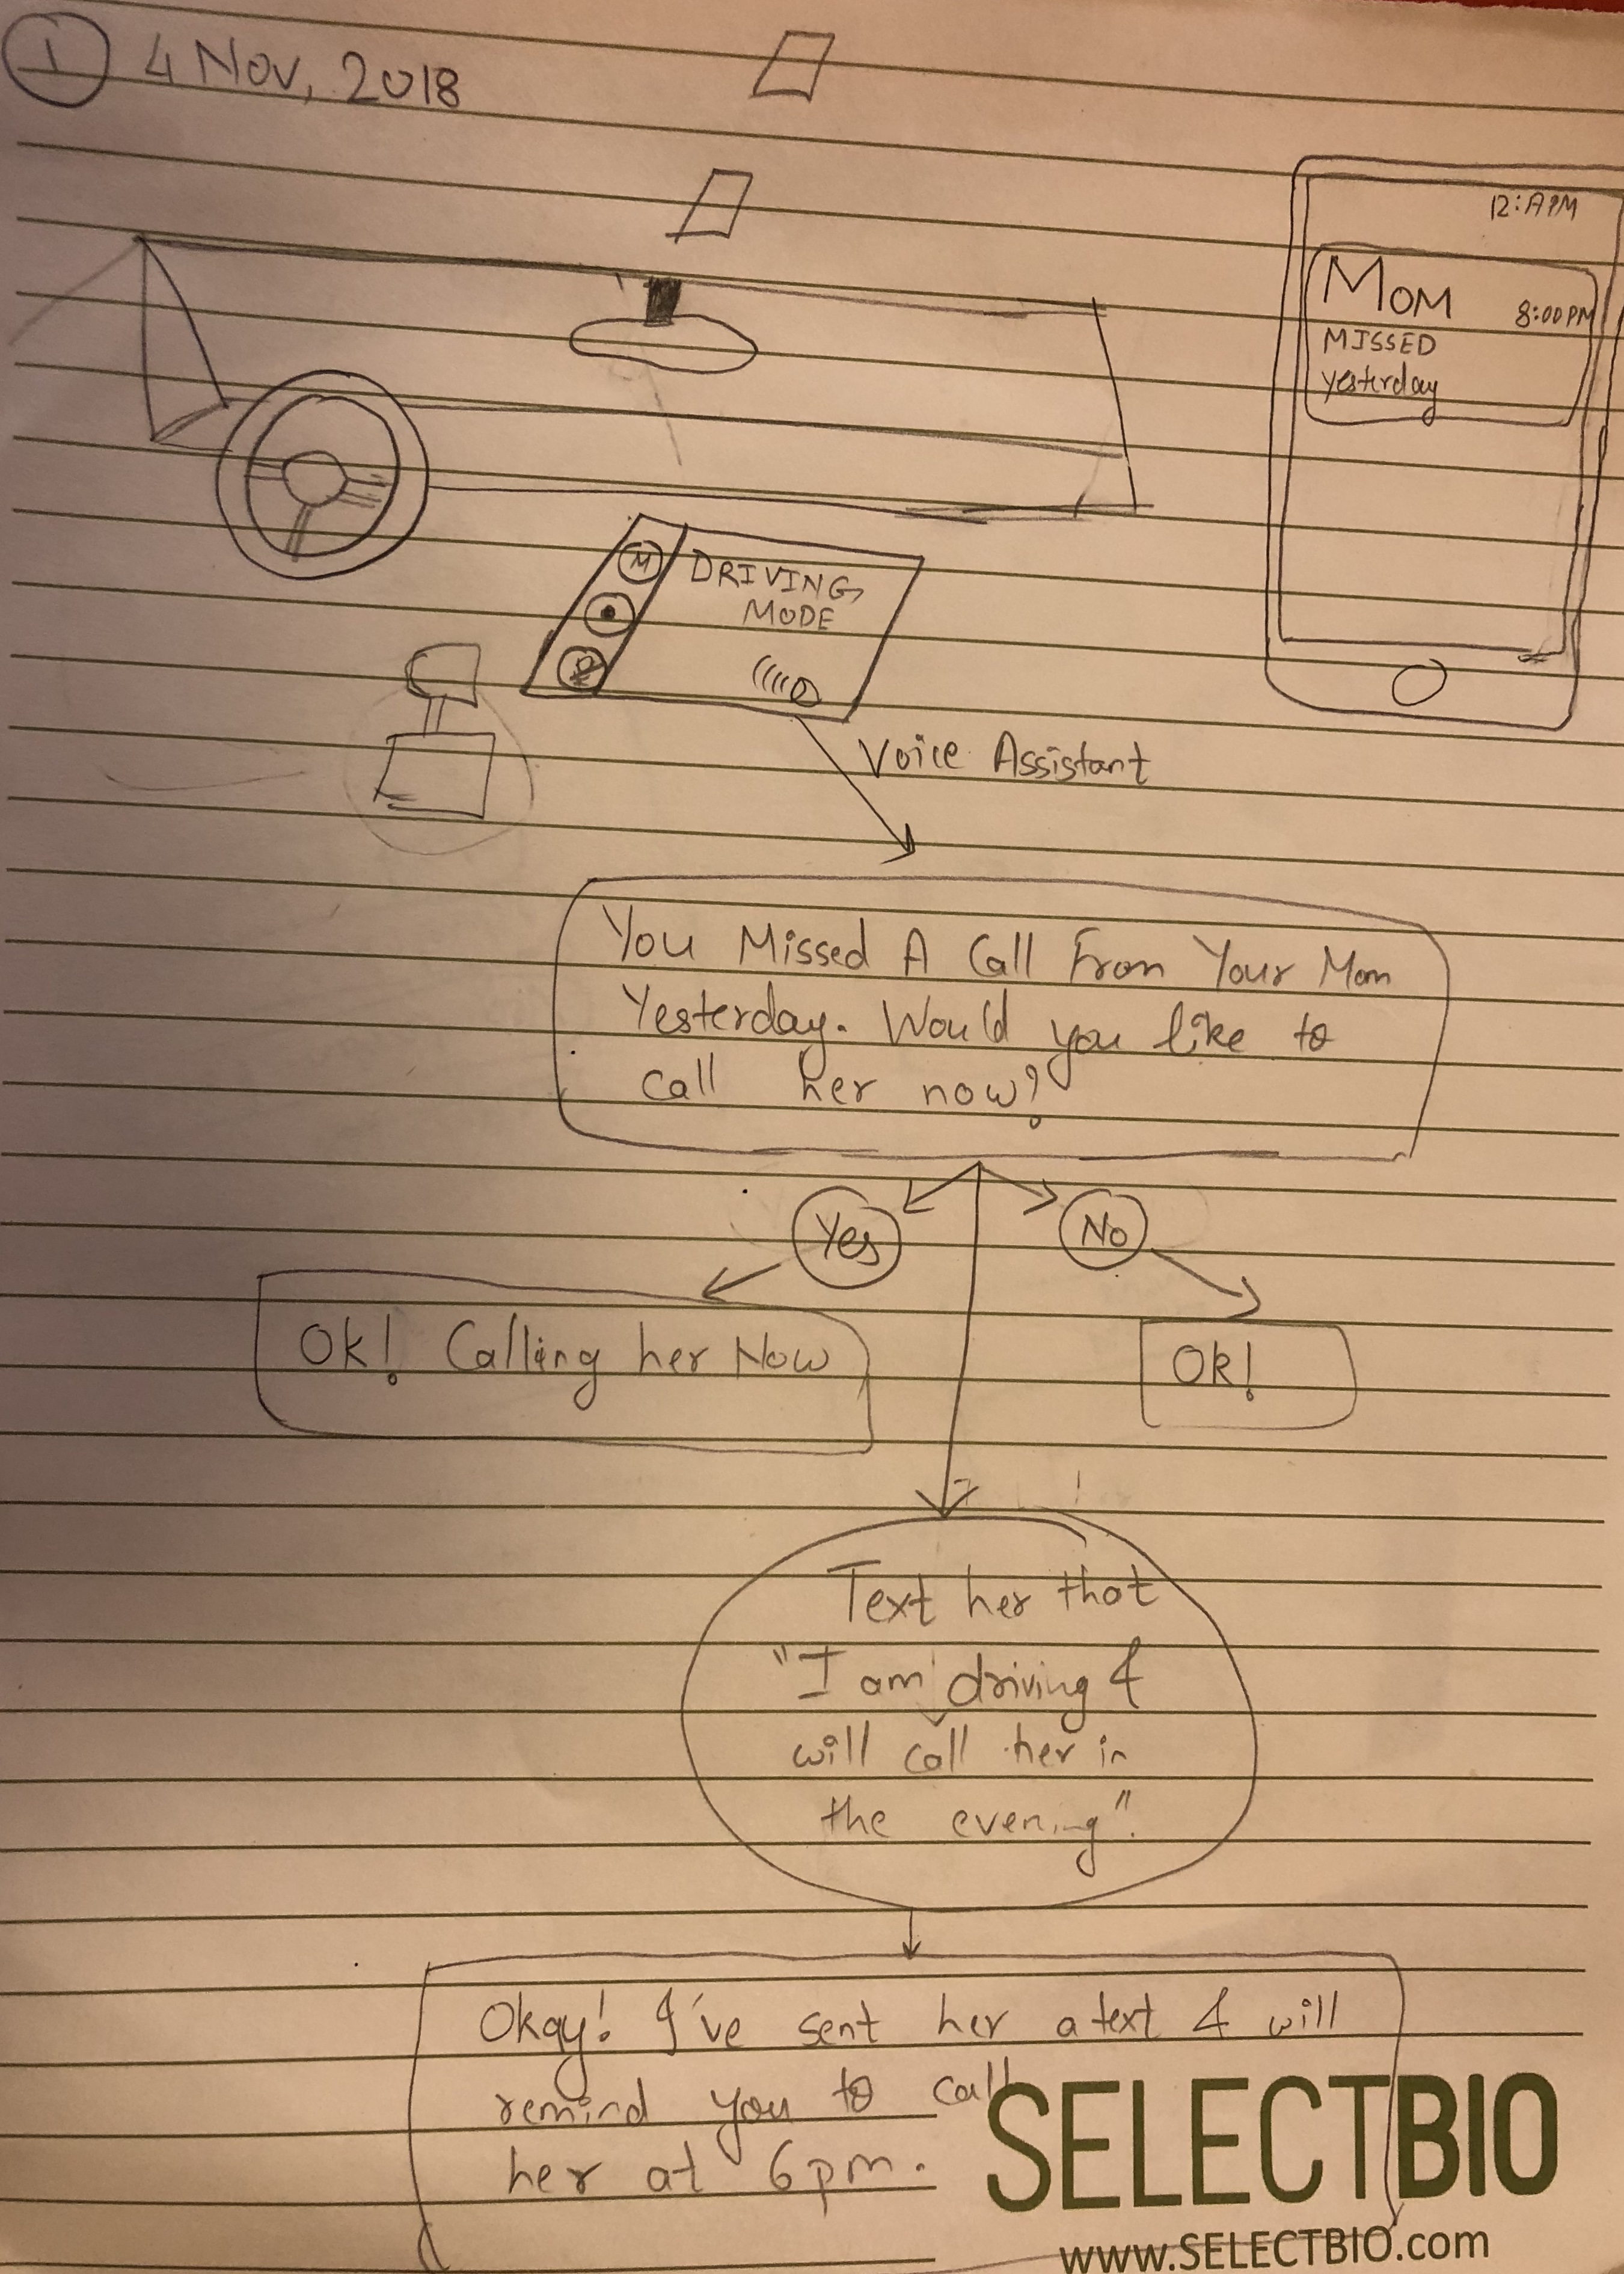 1 4 Nov, 2018
12:APM
MOM 8:00PM
MISSED
yesterday
M DRIVING
MODE
Voice Assistant
You Missed A Call From Your Mom
Yesterday. Would you like to
call her now?
Yes
No
Ok! Calling her Now
Ok!
Text her that
"I am driving &
will call her in
the evening".
Okay! I've sent her a text & will
remind you to call
her at 6pm.
SELECTBIO
www.SELECTBIO.com